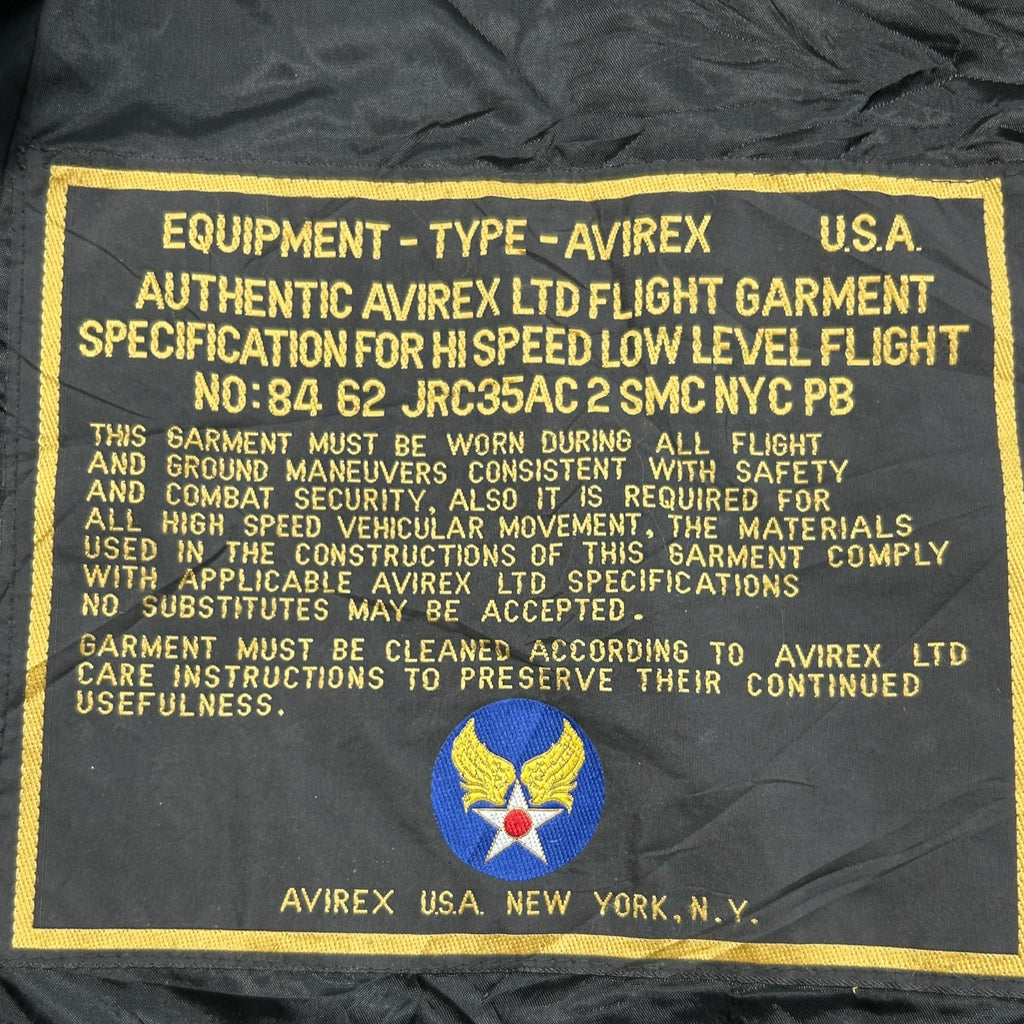 EQUIPMENT - TYPE - AVIREX U.S.A.
AUTHENTIC AVIREX LTD FLIGHT GARMENT
SPECIFICATION FOR HI SPEED LOW LEVEL FLIGHT
NO: 84 62 JRC35AC 2 SMC NYC PB
THIS GARMENT MUST BE WORN DURING ALL FLIGHT
AND GROUND MANEUVERS CONSISTENT WITH SAFETY
AND COMBAT SECURITY. ALSO IT IS REQUIRED FOR
ALL HIGH SPEED VEHICULAR MOVEMENT, THE MATERIALS
USED IN THE CONSTRUCTIONS OF THIS GARMENT COMPLY
WITH APPLICABLE AVIREX LTD SPECIFICATIONS
NO SUBSTITUTES MAY BE ACCEPTED.
GARMENT MUST BE CLEANED ACCORDING TO AVIREX LTD
CARE INSTRUCTIONS TO PRESERVE THEIR CONTINUED
USEFULNESS.
AVIREX U.S.A. NEW YORK, N.Y.